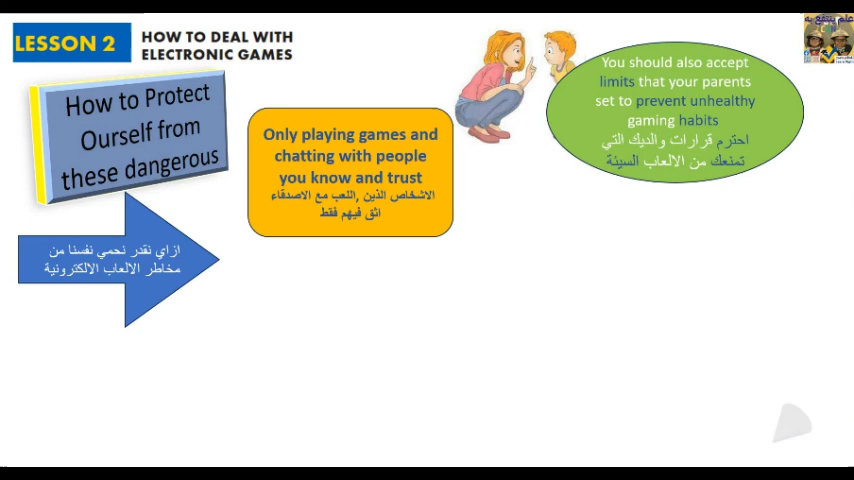 LESSON 2
HOW TO DEAL WITH
ELECTRONIC GAMES
علم ينتفع به
How to Protect
Ourself from
these dangerous
ازاي نقدر نحمي نفسنا من
مخاطر الالعاب الالكترونية
Only playing games and
chatting with people
you know and trust
الاشخاص الذين ,اللعب مع الاصدقاء
اثق فيهم فقط
You should also accept
limits that your parents
set to prevent unhealthy
gaming habits
احترم قرارات والديك التي
تمنعك من الالعاب السيئة